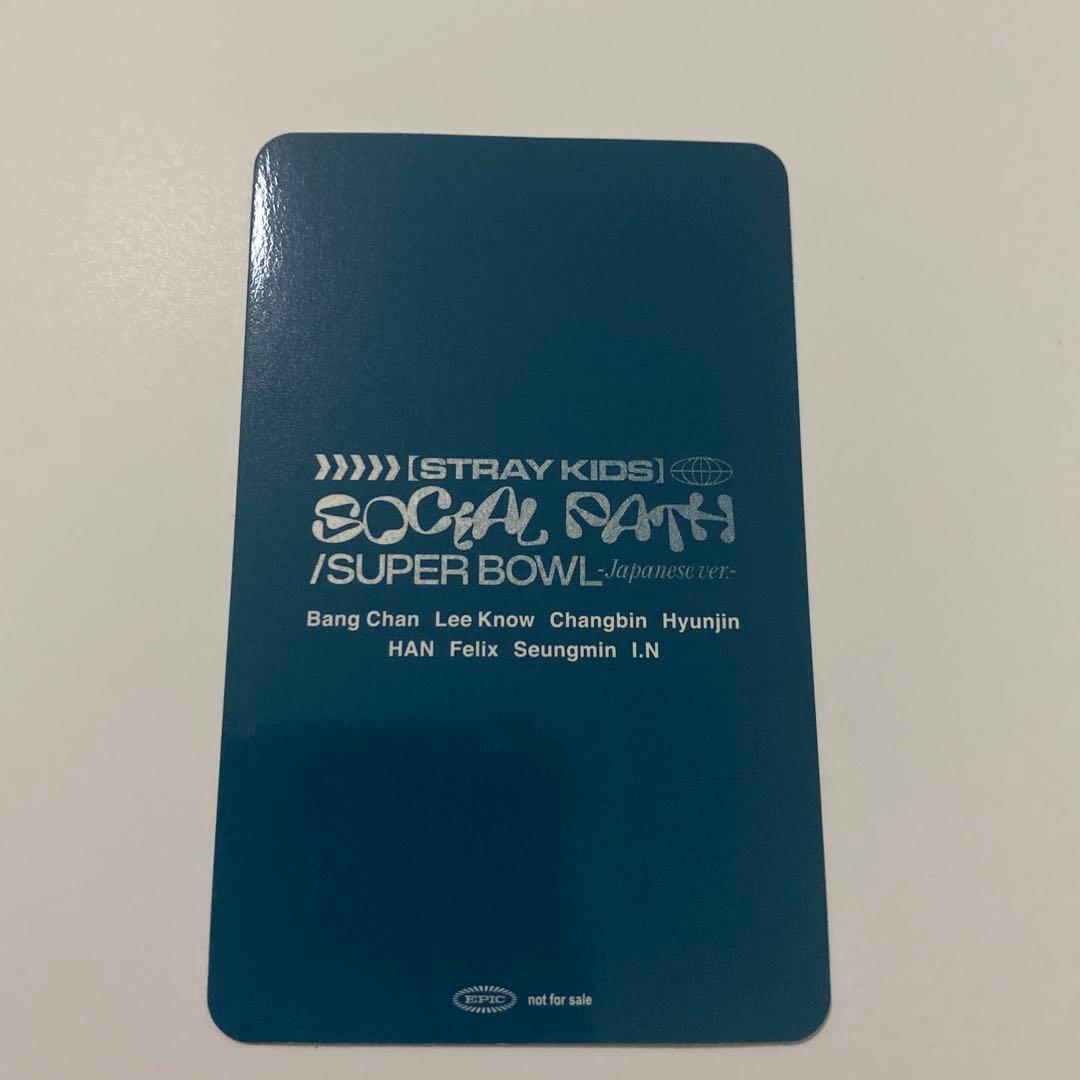 [STRAY KIDS]
SOCIAL PATH
/SUPER BOWL -Japanese ver.-
Bang Chan Lee Know Changbin Hyunjin
HAN Felix Seungmin I.N
EPIC not for sale